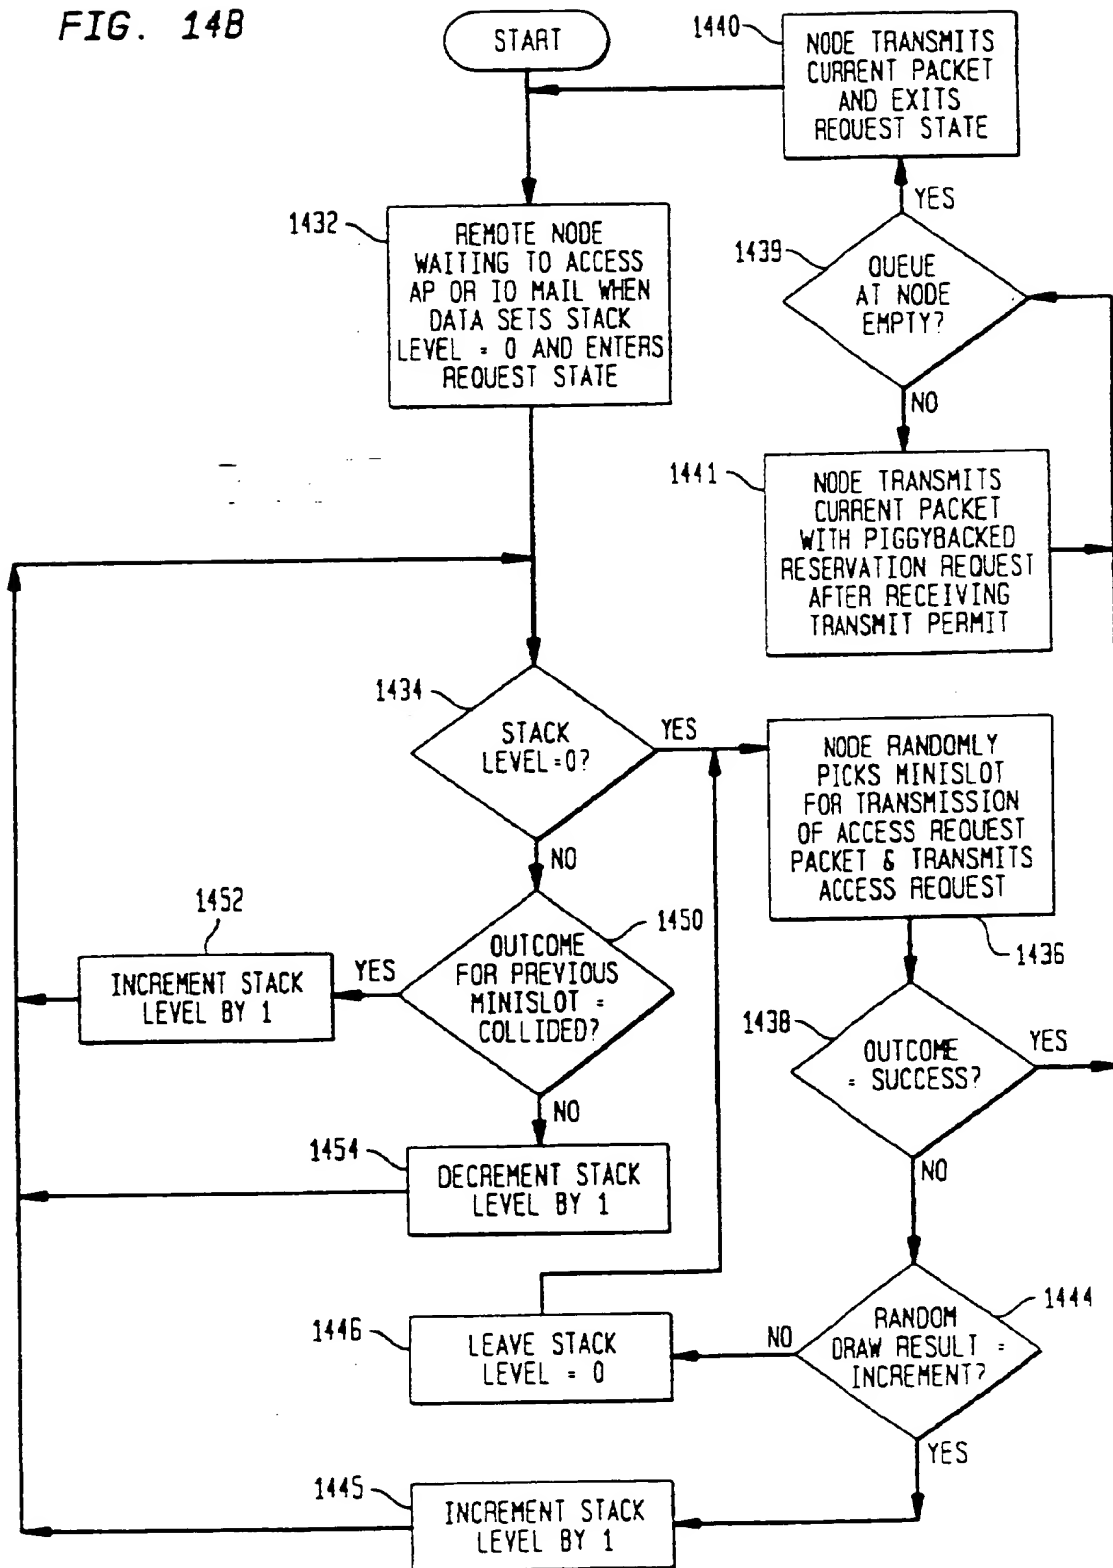 FIG. 14B
START
1440
NODE TRANSMITS
CURRENT PACKET
AND EXITS
REQUEST STATE
YES
1432
REMOTE NODE
WAITING TO ACCESS
AP OR IO MAIL WHEN
DATA SETS STACK
LEVEL = 0 AND ENTERS
REQUEST STATE
1439
QUEUE
AT NODE
EMPTY?
NO
1441
NODE TRANSMITS
CURRENT PACKET
WITH PIGGYBACKED
RESERVATION REQUEST
AFTER RECEIVING
TRANSMIT PERMIT
1434
STACK
LEVEL=0?
YES
NO
NODE RANDOMLY
PICKS MINISLOT
FOR TRANSMISSION
OF ACCESS REQUEST
PACKET & TRANSMITS
ACCESS REQUEST
1436
1452
INCREMENT STACK
LEVEL BY 1
YES
1450
OUTCOME
FOR PREVIOUS
MINISLOT =
COLLIDED?
NO
1438
OUTCOME
= SUCCESS?
YES
NO
1454
DECREMENT STACK
LEVEL BY 1
1446
LEAVE STACK
LEVEL = 0
NO
1444
RANDOM
DRAW RESULT =
INCREMENT?
YES
1445
INCREMENT STACK
LEVEL BY 1